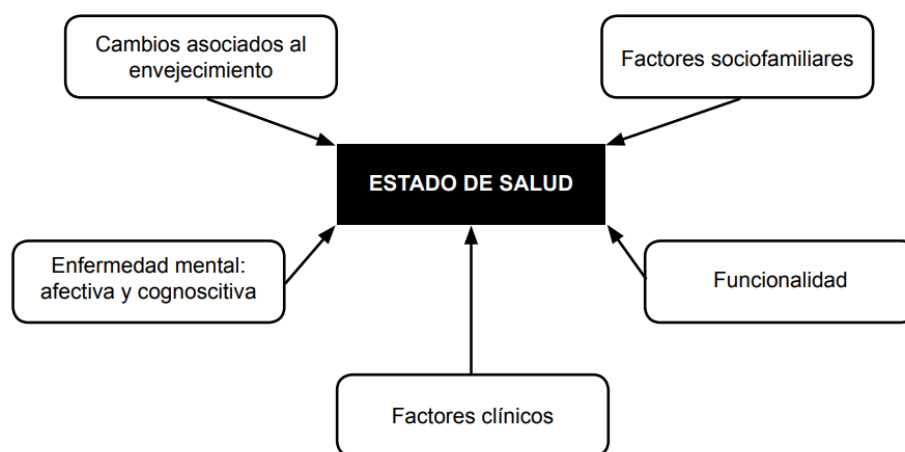 Cambios asociados al
envejecimiento
Factores sociofamiliares
ESTADO DE SALUD
Enfermedad mental:
afectiva y cognoscitiva
Funcionalidad
Factores clínicos